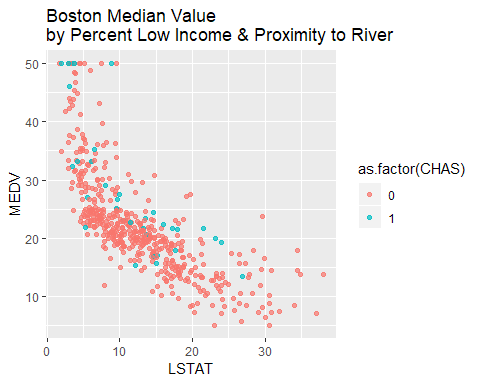 Boston Median Value
by Percent Low Income & Proximity to River
50
40
30
20
10
MEDV
0
10
20
30
LSTAT
as.factor(CHAS)
0
1